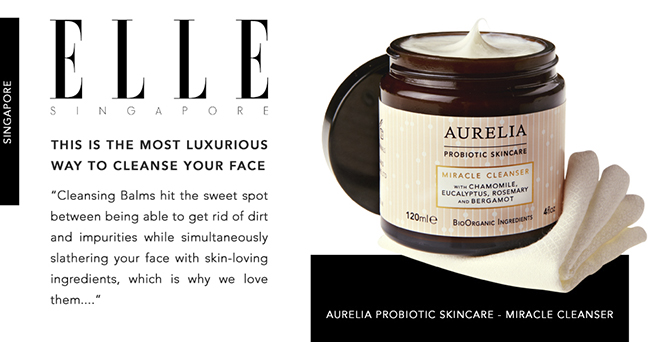 SINGAPORE
ELLE
SINGAPORE
THIS IS THE MOST LUXURIOUS
WAY TO CLEANSE YOUR FACE
“Cleansing Balms hit the sweet spot
between being able to get rid of dirt
and impurities while simultaneously
slathering your face with skin-loving
ingredients, which is why we love
them....“
AURELIA
PROBIOTIC SKINCARE
MIRACLE CLEANSER
WITH CHAMOMILE,
EUCALYPTUS, ROSEMARY
AND BERGAMOT
120ml℮ 4floz.
BIOORGANIC INGREDIENTS
AURELIA PROBIOTIC SKINCARE - MIRACLE CLEANSER